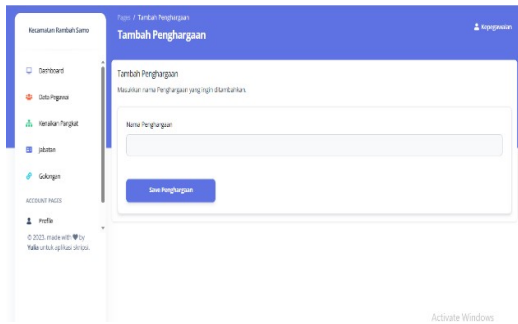 Kecamatan Rambah Samo
Dashboard
Data Pegawai
Kenaikan Pangkat
Jabatan
Golongan
ACCOUNT PAGES
Profile
© 2023, made with by
Yulia untuk aplikasi skripsi.
Pages / Tambah Penghargaan
Tambah Penghargaan
Kepegawaian
Tambah Penghargaan
Masukkan nama Penghargaan yang ingin ditambahkan.
Nama Penghargaan
Save Penghargaan
Activate Windows